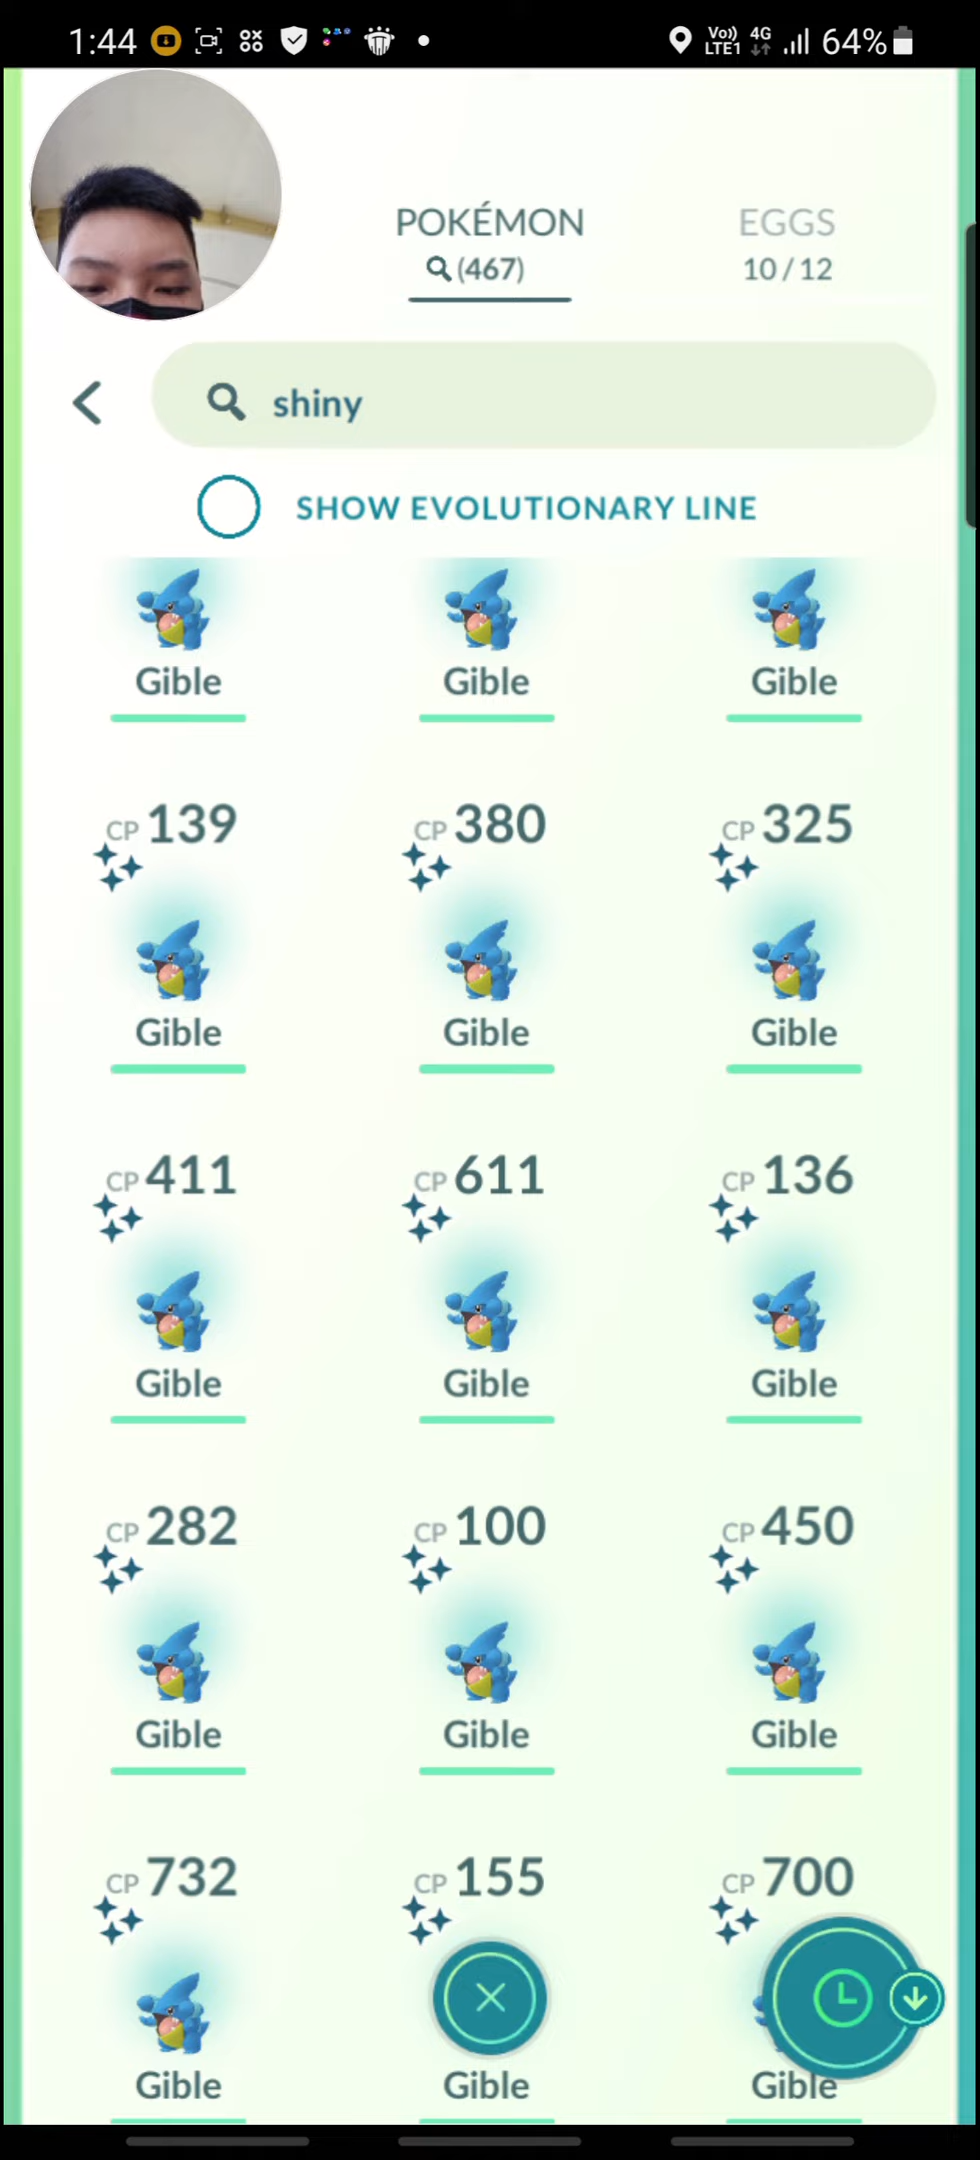 1:44 Vo)) LTE1 4G 64%
POKÉMON EGGS
(467) 10 / 12
shiny
SHOW EVOLUTIONARY LINE
Gible Gible Gible
CP 139 CP 380 CP 325
Gible Gible Gible
CP 411 CP 611 CP 136
Gible Gible Gible
CP 282 CP 100 CP 450
Gible Gible Gible
CP 732 CP 155 CP 700
Gible Gible Gible